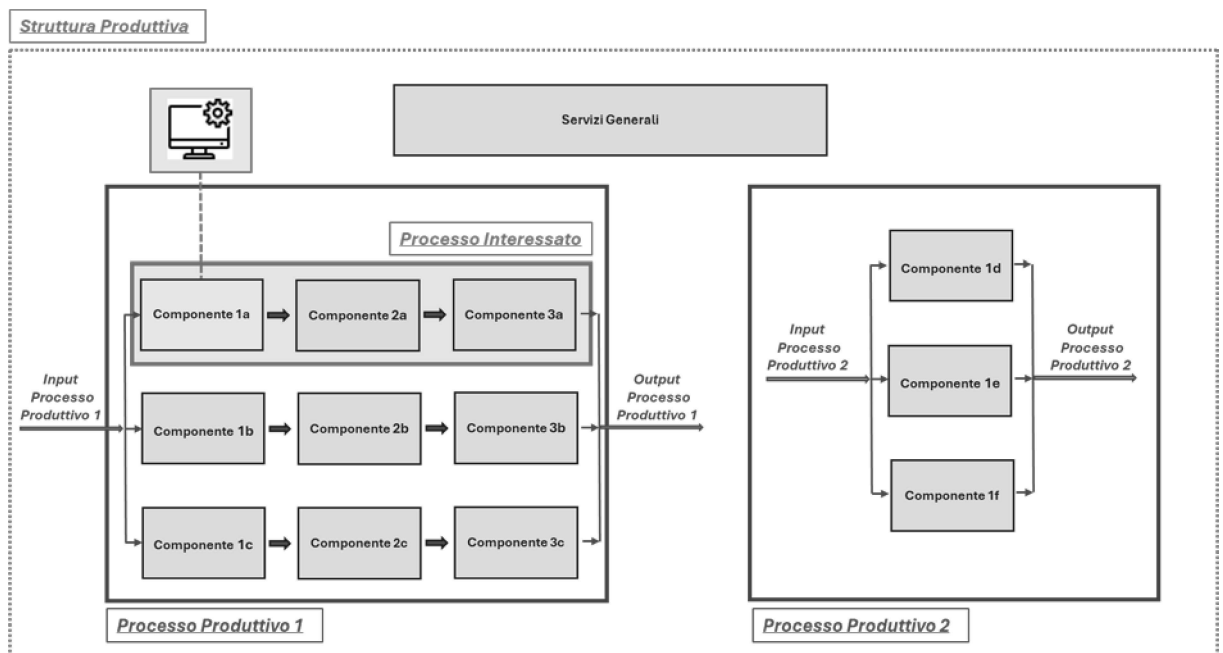 Struttura Produttiva
Servizi Generali
Processo Interessato
Componente 1a
Componente 2a
Componente 3a
Input
Processo
Produttivo 1
Output
Processo
Produttivo 1
Componente 1b
Componente 2b
Componente 3b
Componente 1c
Componente 2c
Componente 3c
Processo Produttivo 1
Componente 1d
Input
Processo
Produttivo 2
Output
Processo
Produttivo 2
Componente 1e
Componente 1f
Processo Produttivo 2